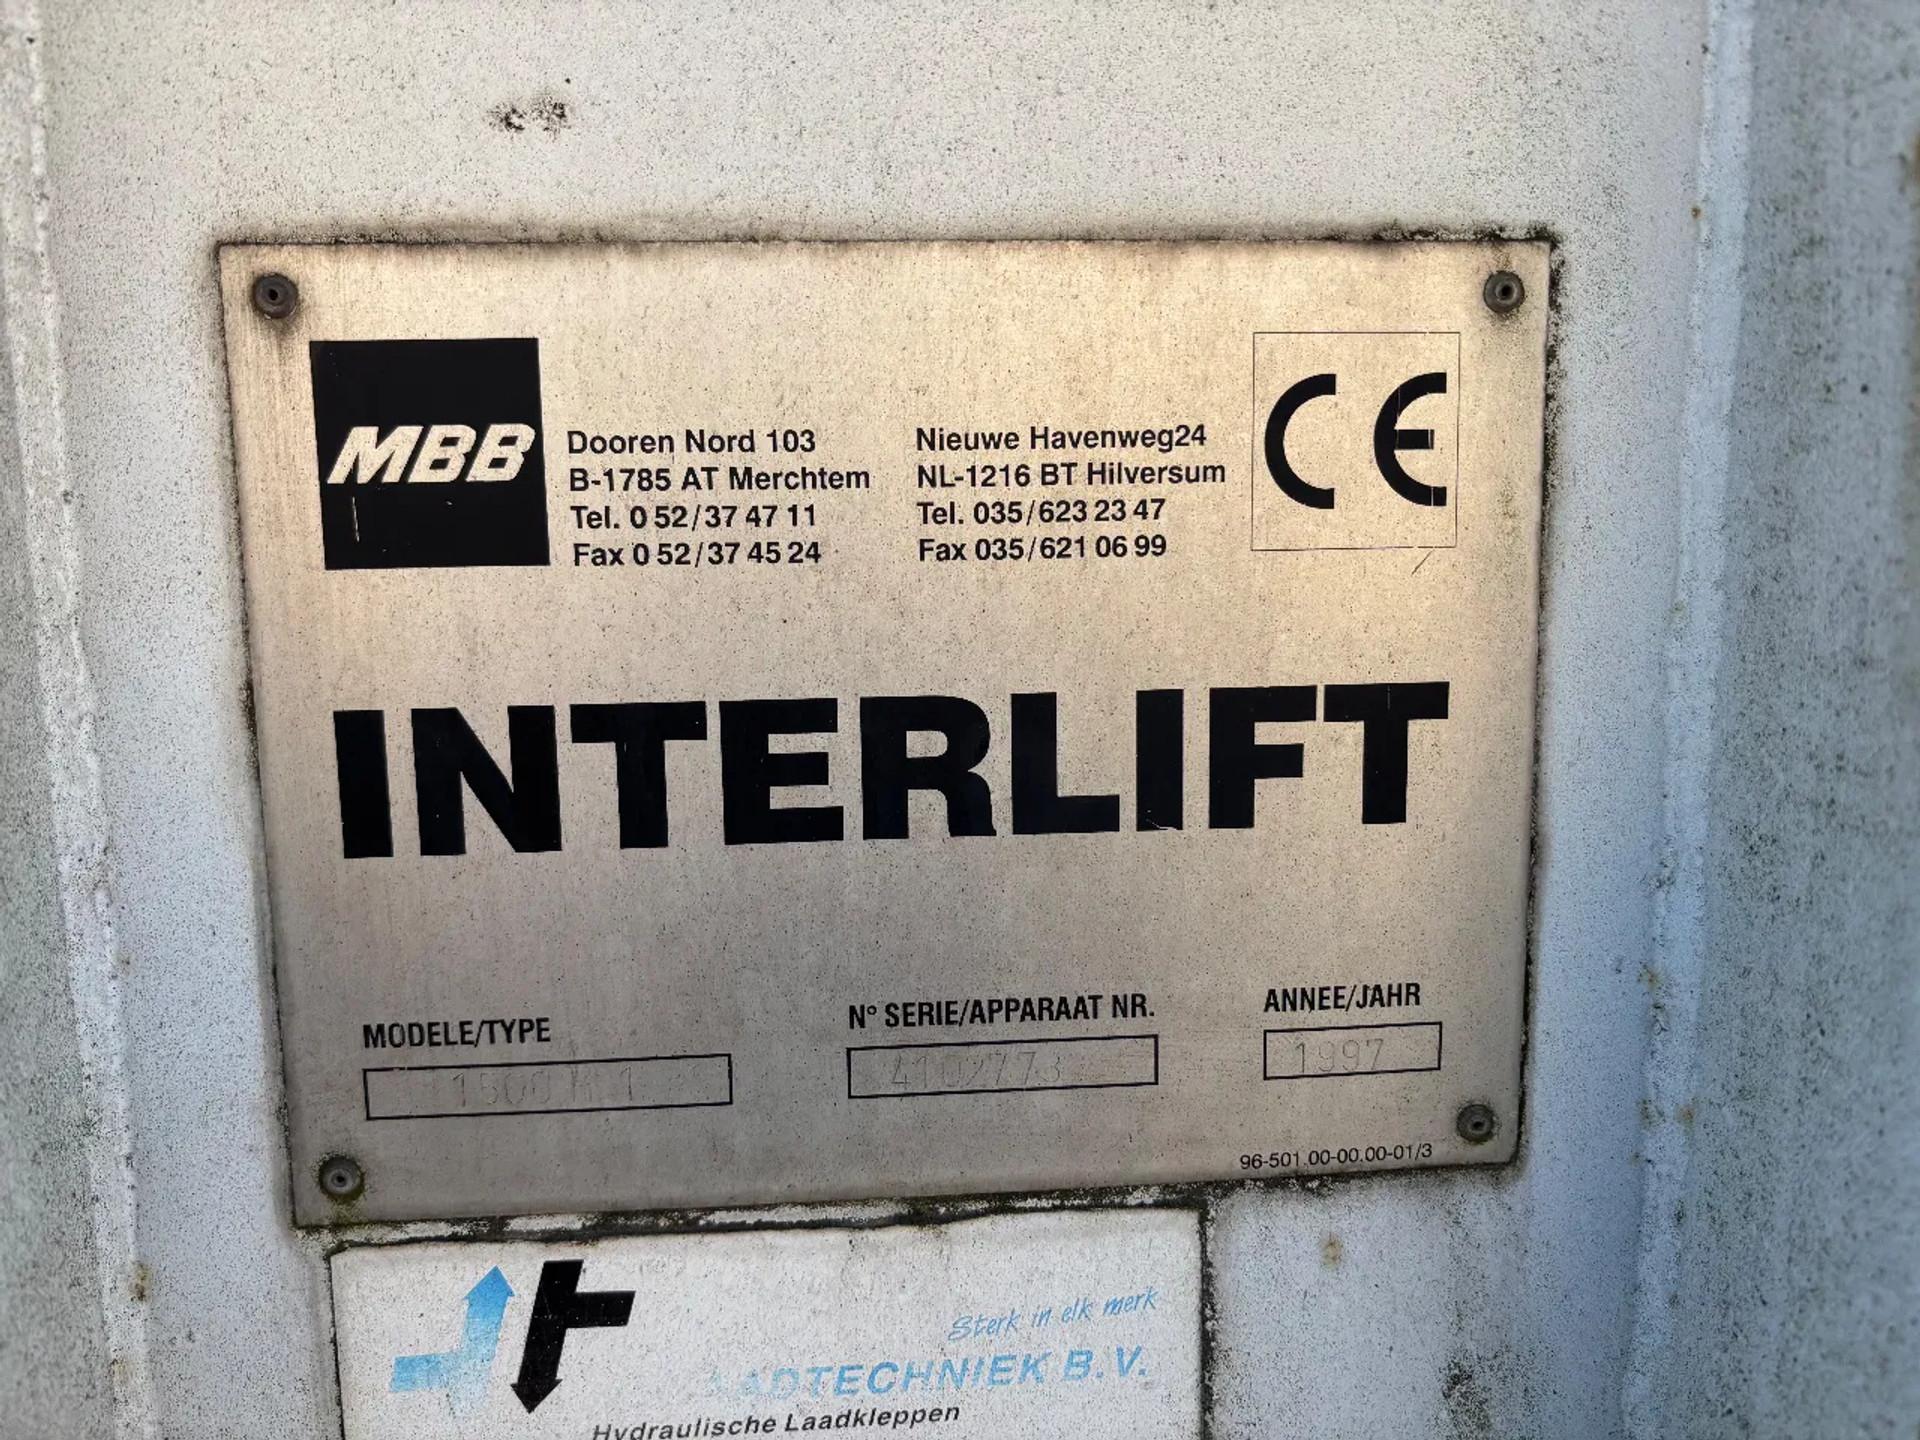 MBB
Dooren Nord 103
B-1785 AT Merchtem
Tel. 0 52/37 47 11
Fax 0 52/37 45 24
Nieuwe Havenweg24
NL-1216 BT Hilversum
Tel. 035/623 23 47
Fax 035/621 06 99
CE
INTERLIFT
MODELE/TYPE
N° SERIE/APPARAAT NR.
4102773
ANNEE/JAHR
1997
96-501.00-00.00-01/3
Sterk in elk merk
B.V.
Hydraulische Laadkleppen